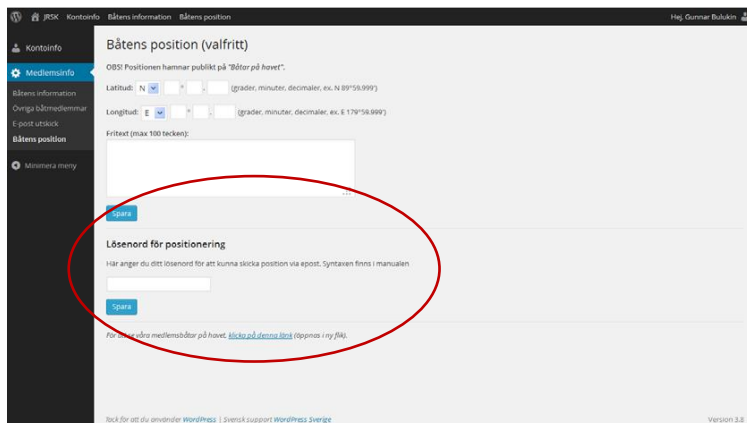 JRSK Kontoinfo Båtens information Båtens position
Hej, Gunnar Bulukin
Kontoinfo
Medlemsinfo
Båtens information
Övriga båtmedlemmar
E-post utskick
Båtens position
Minimera meny
Båtens position (valfritt)
OBS! Positionen hamnar publikt på "Båtar på havet".
Latitud: N ° . (grader, minuter, decimaler, ex. N 89°59.999')
Longitud: E ° . (grader, minuter, decimaler, ex. E 179°59.999')
Fritext (max 100 tecken):
Spara
Lösenord för positionering
Här anger du ditt lösenord för att kunna skicka position via epost. Syntaxen finns i manualen
Spara
För att se våra medlemsbåtar på havet, klicka på denna länk (öppnas i ny flik).
Tack för att du använder WordPress | Svensk support WordPress Sverige
Version 3.8